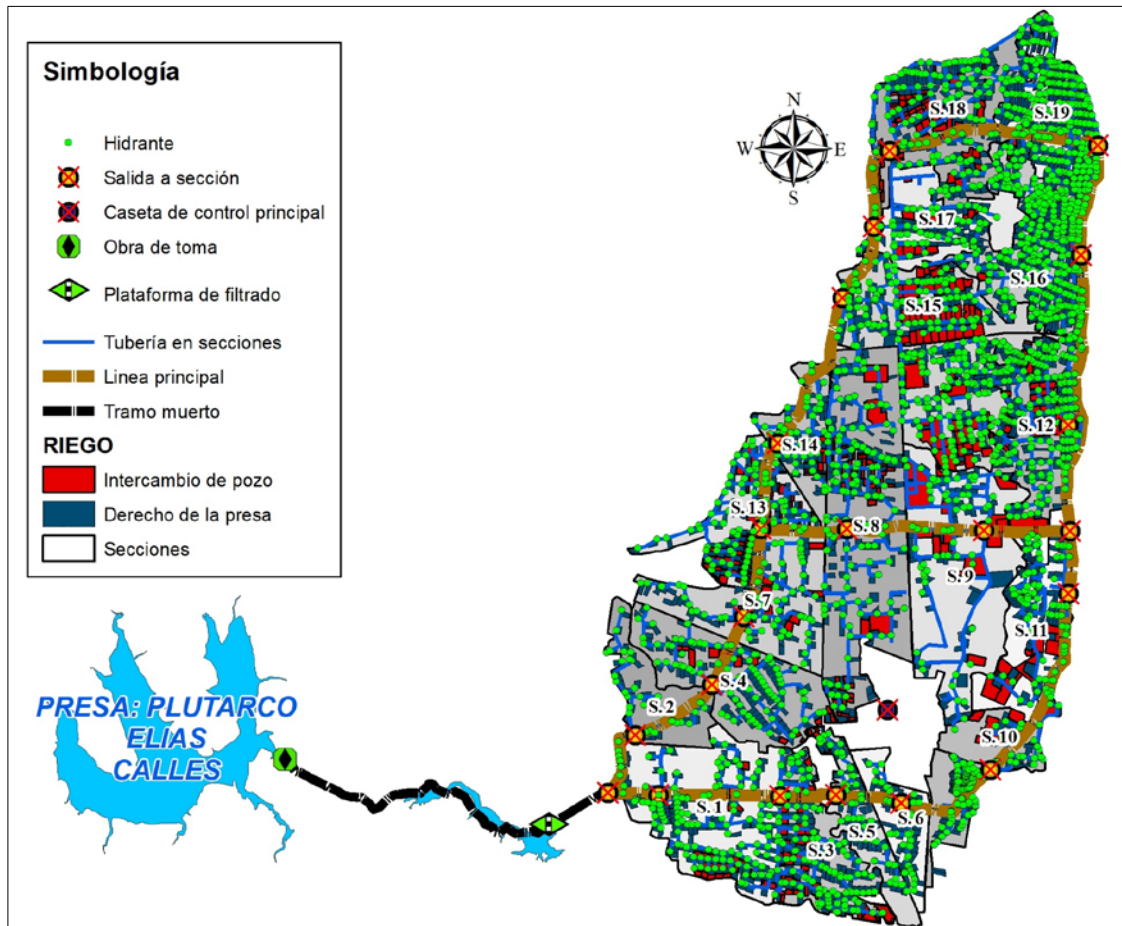 Simbología
Hidrante
Salida a sección
Caseta de control principal
Obra de toma
Plataforma de filtrado
Tubería en secciones
Linea principal
Tramo muerto
RIEGO
Intercambio de pozo
Derecho de la presa
Secciones
PRESA: PLUTARCO
ELIAS
CALLES
N
W E
S
S. 18
S. 19
S. 17
S. 16
S. 15
S. 12
S. 14
S. 13
S. 8
S. 9
S. 7
S. 11
S. 4
S. 2
S. 10
S. 1
S. 6
S. 5
S. 3